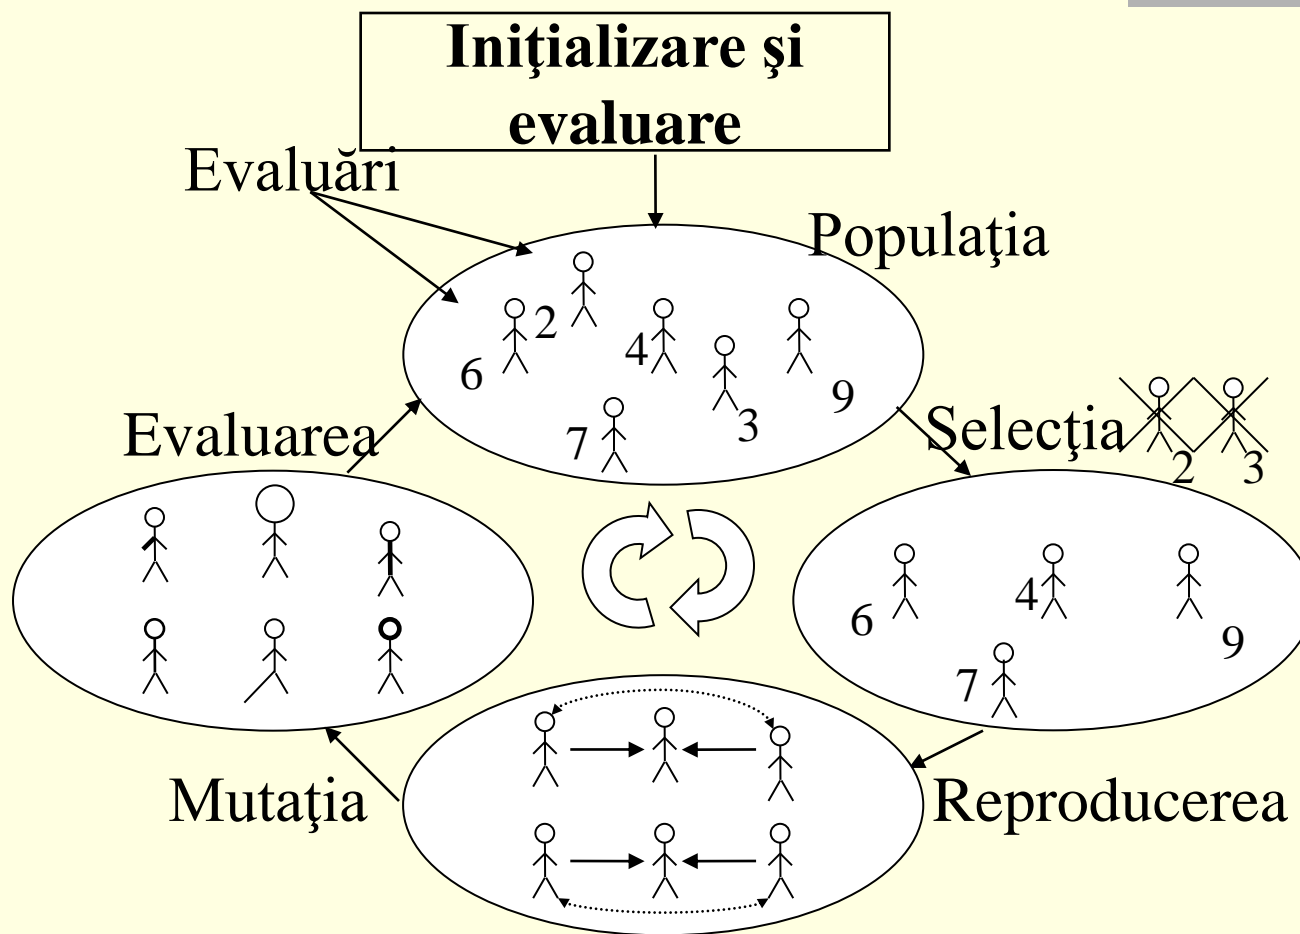 Iniţializare şi
evaluare
Evaluări
Populaţia
2
4
6
9
3
7
Evaluarea
Selecţia
2
3
6
4
9
7
Mutaţia
Reproducerea